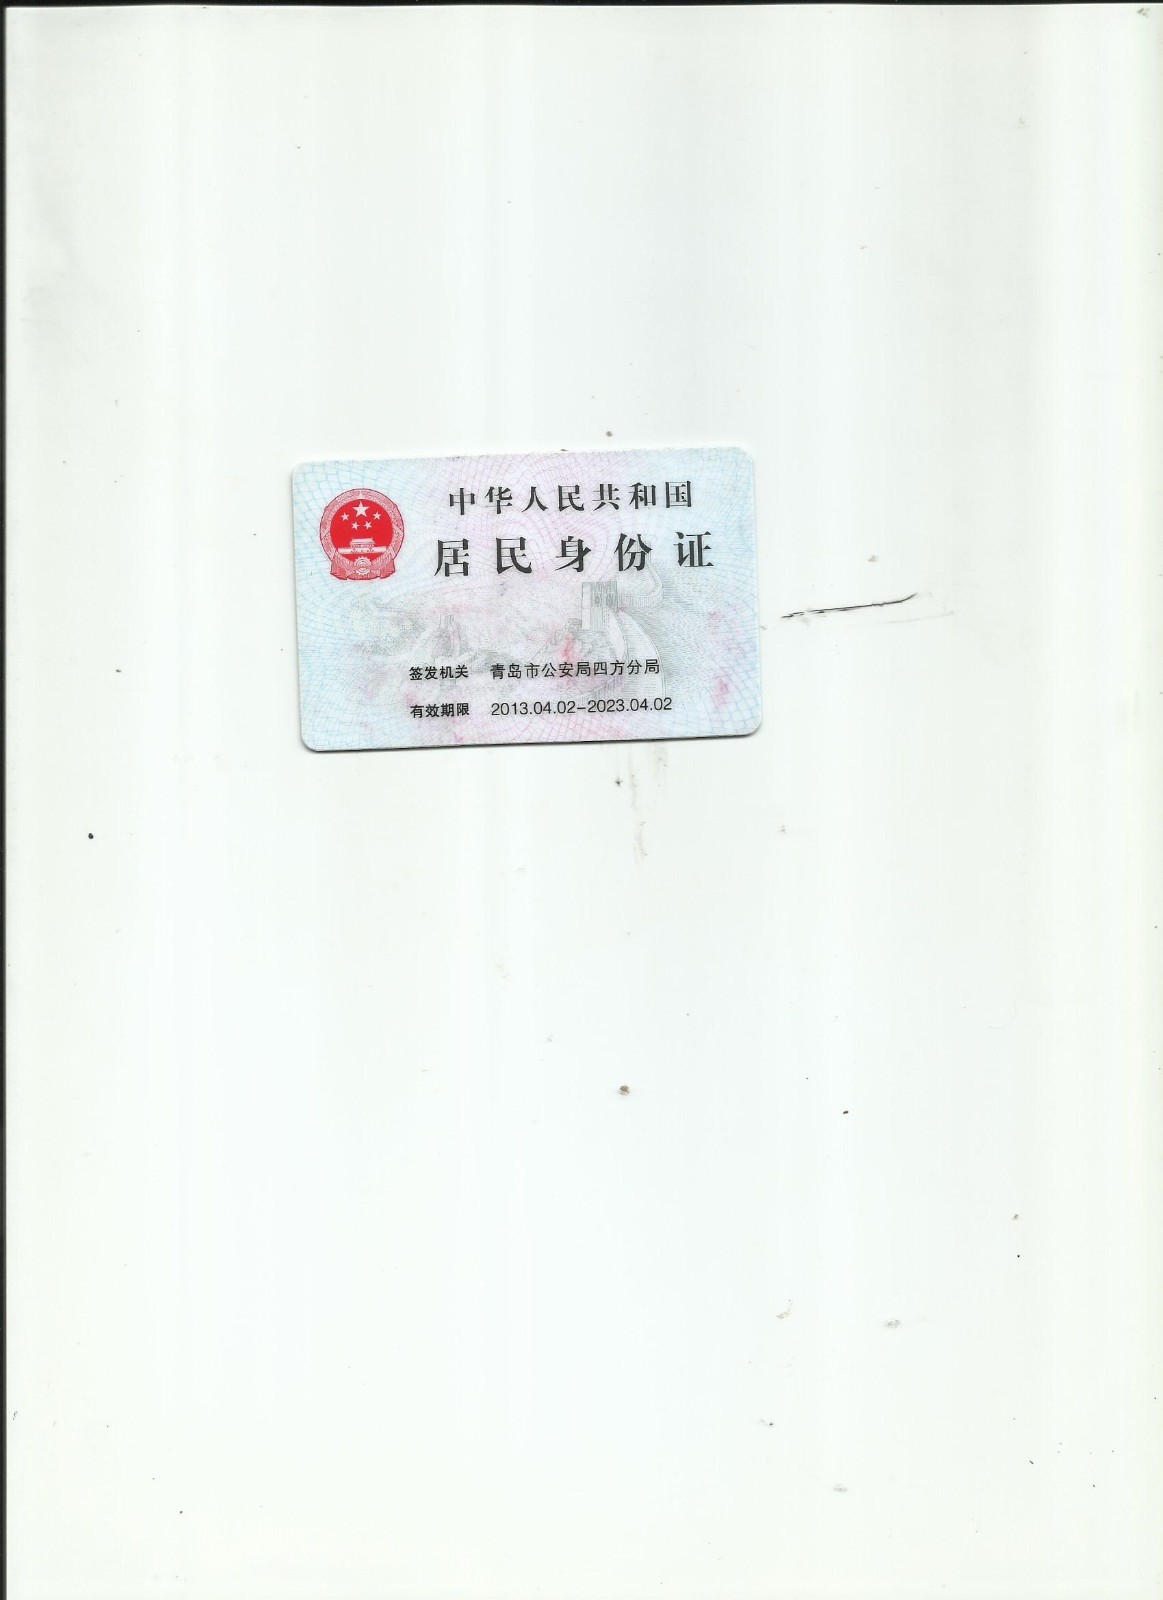 中华人民共和国
居民身份证
签发机关 青岛市公安局四方分局
有效期限 2013.04.02-2023.04.02